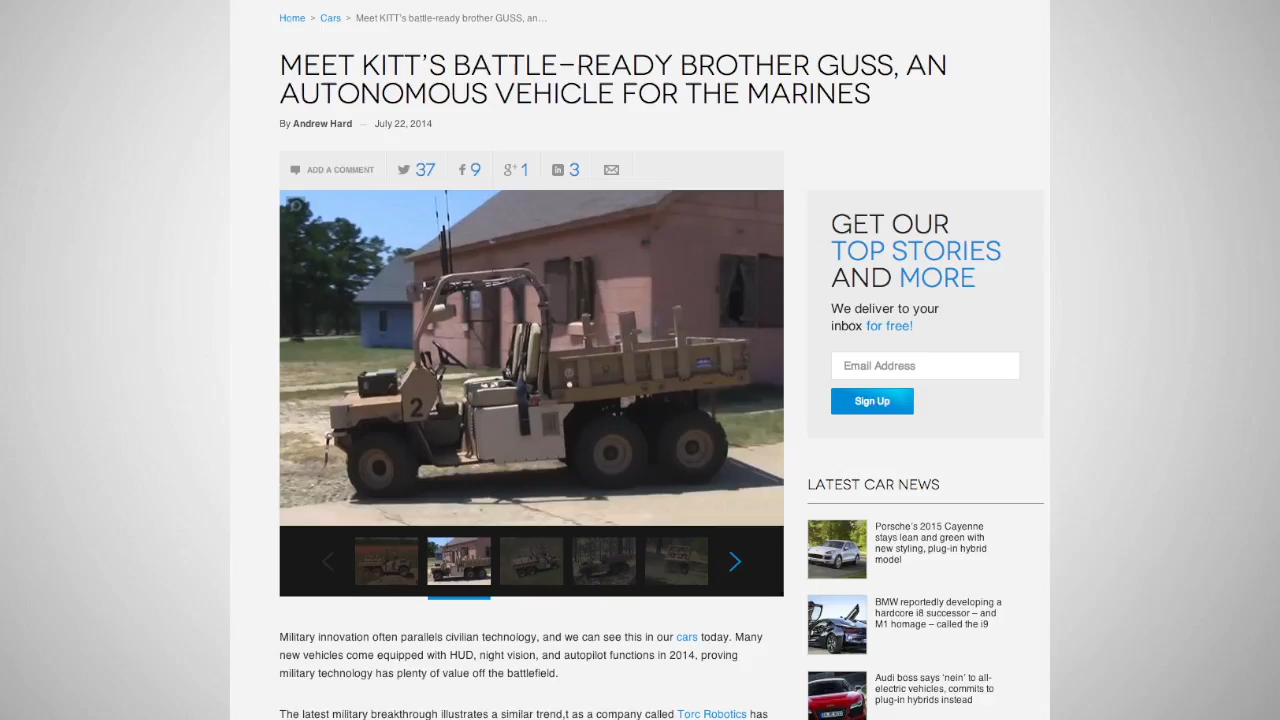 Home > Cars > Meet KITT's battle-ready brother GUSS, an...
MEET KITT'S BATTLE-READY BROTHER GUSS, AN
AUTONOMOUS VEHICLE FOR THE MARINES
By Andrew Hard — July 22, 2014
ADD A COMMENT 37 9 g+ 1 in 3
2
GET OUR
TOP STORIES
AND MORE
We deliver to your
inbox for free!
Email Address
Sign Up
LATEST CAR NEWS
Porsche's 2015 Cayenne
stays lean and green with
new styling, plug-in hybrid
model
BMW reportedly developing a
hardcore i8 successor – and
M1 homage – called the i9
Audi boss says 'nein' to all-
electric vehicles, commits to
plug-in hybrids instead
Military innovation often parallels civilian technology, and we can see this in our cars today. Many
new vehicles come equipped with HUD, night vision, and autopilot functions in 2014, proving
military technology has plenty of value off the battlefield.
The latest military breakthrough illustrates a similar trend,t as a company called Torc Robotics has